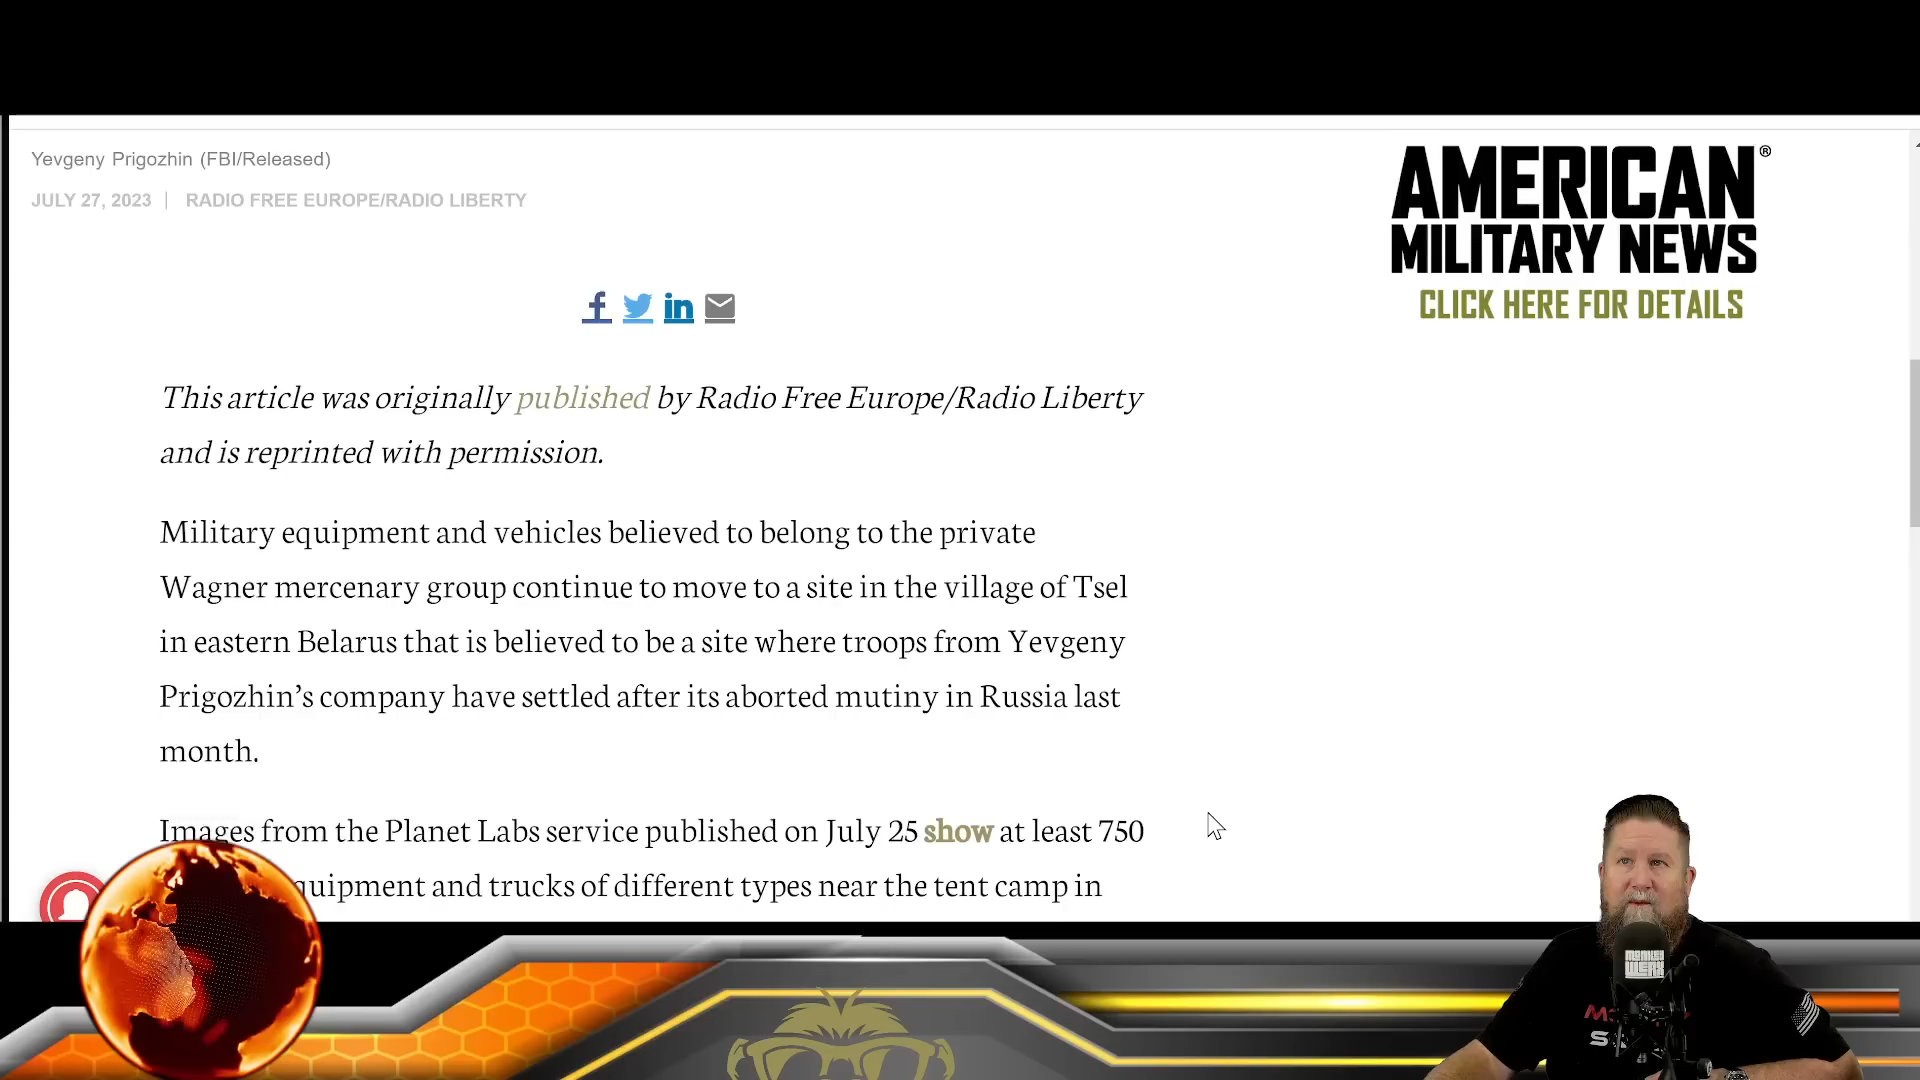 Yevgeny Prigozhin (FBI/Released)
JULY 27, 2023 | RADIO FREE EUROPE/RADIO LIBERTY
AMERICAN®
MILITARY NEWS
CLICK HERE FOR DETAILS
This article was originally published by Radio Free Europe/Radio Liberty
and is reprinted with permission.
Military equipment and vehicles believed to belong to the private
Wagner mercenary group continue to move to a site in the village of Tsel
in eastern Belarus that is believed to be a site where troops from Yevgeny
Prigozhin's company have settled after its aborted mutiny in Russia last
month.
Images from the Planet Labs service published on July 25 show at least 750
and trucks of different types near the tent camp in